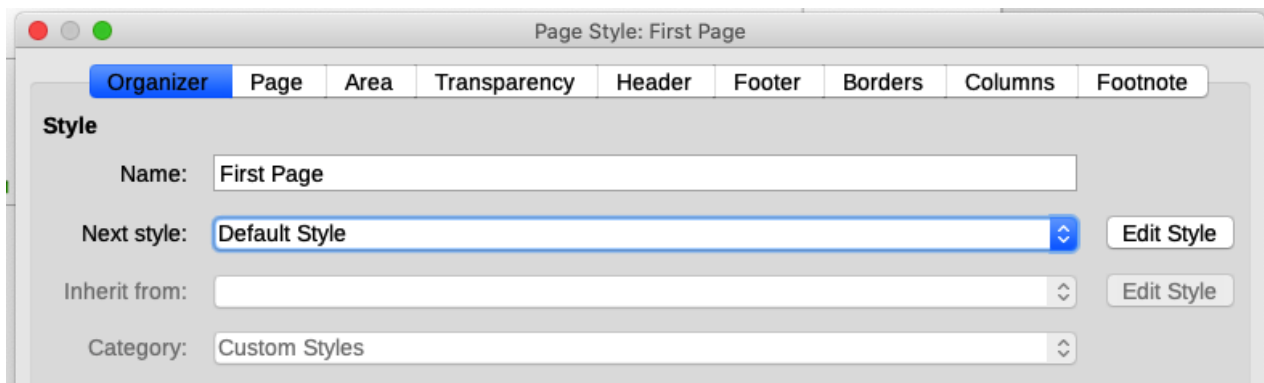 Page Style: First Page
Organizer Page Area Transparency Header Footer Borders Columns Footnote
Style
Name: First Page
Next style: Default Style Edit Style
Inherit from: Edit Style
Category: Custom Styles